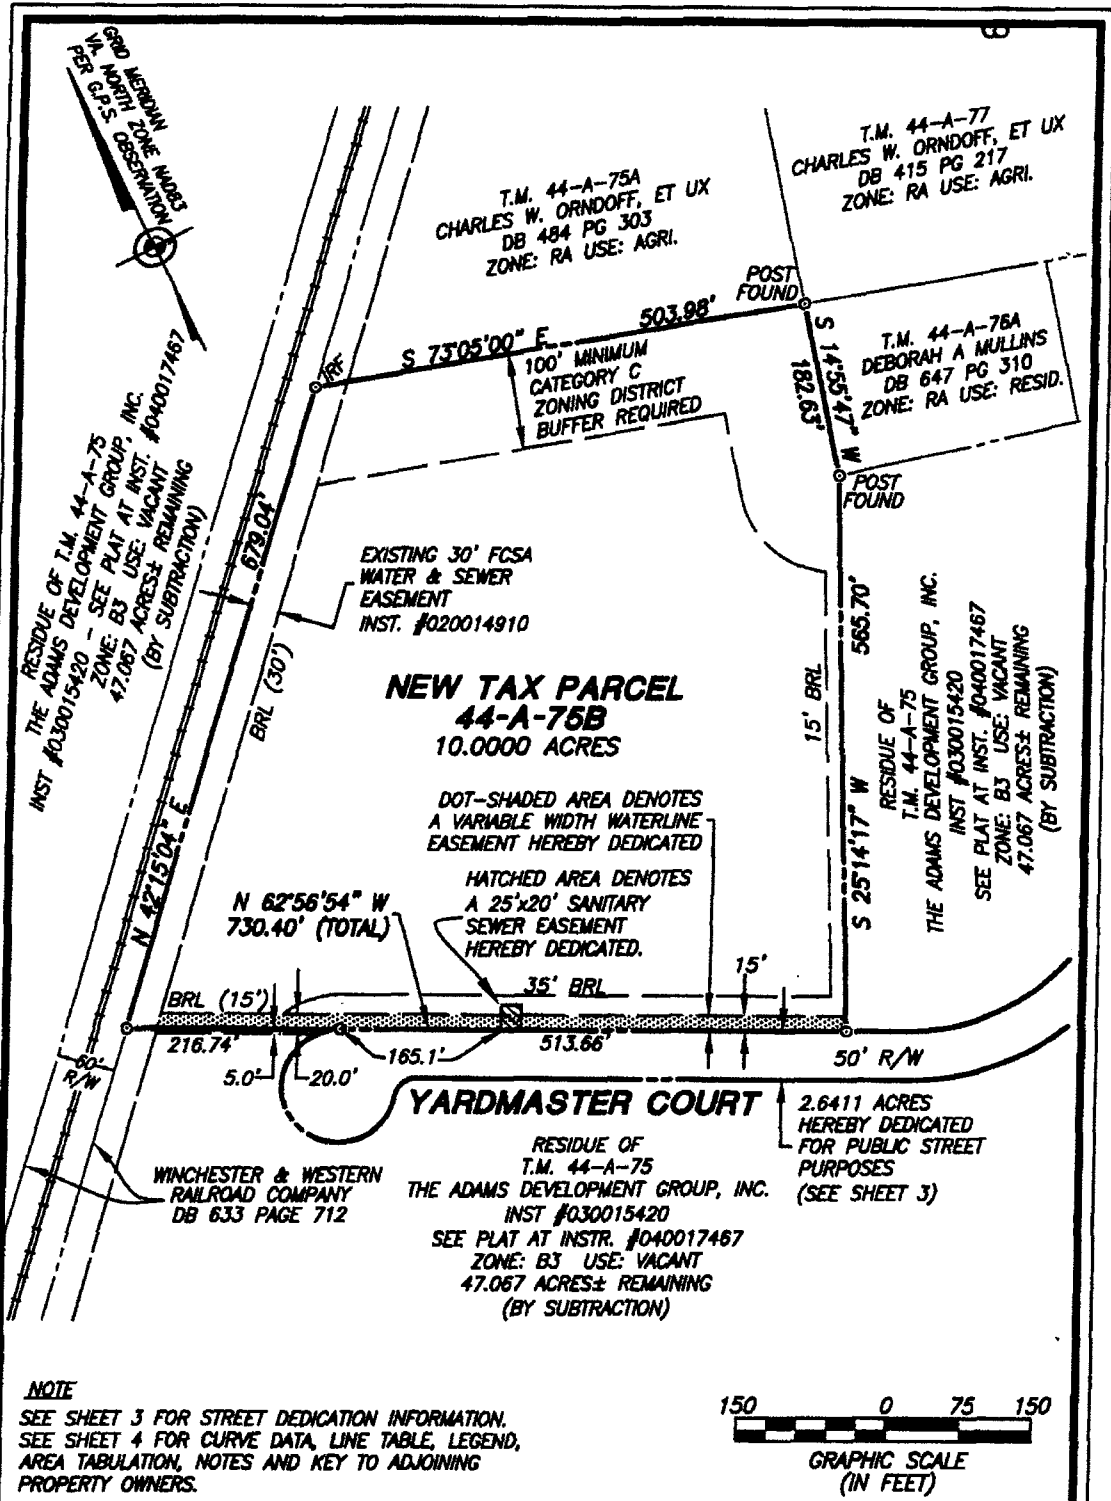 GRID MERIDIAN
VA. NORTH ZONE NAD83
PER G.P.S. OBSERVATION
T.M. 44-A-75A
CHARLES W. ORNDOFF, ET UX
DB 484 PG 303
ZONE: RA USE: AGRI.
T.M. 44-A-77
CHARLES W. ORNDOFF, ET UX
DB 415 PG 217
ZONE: RA USE: AGRI.
POST
FOUND
S 73°05'00" E
503.98'
IRF
100' MINIMUM
CATEGORY C
ZONING DISTRICT
BUFFER REQUIRED
S 14°55'47" W
182.63'
T.M. 44-A-76A
DEBORAH A MULLINS
DB 647 PG 310
ZONE: RA USE: RESID.
POST
FOUND
RESIDUE OF T.M. 44-A-75
THE ADAMS DEVELOPMENT GROUP, INC.
INST #030015420 - SEE PLAT AT INST. #040017467
ZONE: B3 USE: VACANT
47.067 ACRES± REMAINING
(BY SUBTRACTION)
679.04'
N 42°15'04" E
EXISTING 30' FCSA
WATER & SEWER
EASEMENT
INST. #020014910
BRL (30')
NEW TAX PARCEL
44-A-75B
10.0000 ACRES
15' BRL
565.70'
S 25°14'17" W
RESIDUE OF
T.M. 44-A-75
THE ADAMS DEVELOPMENT GROUP, INC.
INST #030015420
SEE PLAT AT INST. #040017467
ZONE: B3 USE: VACANT
47.067 ACRES± REMAINING
(BY SUBTRACTION)
DOT-SHADED AREA DENOTES
A VARIABLE WIDTH WATERLINE
EASEMENT HEREBY DEDICATED
HATCHED AREA DENOTES
A 25'x20' SANITARY
SEWER EASEMENT
HEREBY DEDICATED.
N 62°56'54" W
730.40' (TOTAL)
15'
35' BRL
BRL (15')
216.74'
165.1'
513.66'
50' R/W
60'
R/W
5.0'
20.0'
YARDMASTER COURT
2.6411 ACRES
HEREBY DEDICATED
FOR PUBLIC STREET
PURPOSES
(SEE SHEET 3)
WINCHESTER & WESTERN
RAILROAD COMPANY
DB 633 PAGE 712
RESIDUE OF
T.M. 44-A-75
THE ADAMS DEVELOPMENT GROUP, INC.
INST #030015420
SEE PLAT AT INSTR. #040017467
ZONE: B3 USE: VACANT
47.067 ACRES± REMAINING
(BY SUBTRACTION)
NOTE
SEE SHEET 3 FOR STREET DEDICATION INFORMATION.
SEE SHEET 4 FOR CURVE DATA, LINE TABLE, LEGEND,
AREA TABULATION, NOTES AND KEY TO ADJOINING
PROPERTY OWNERS.
150 0 75 150
GRAPHIC SCALE
(IN FEET)